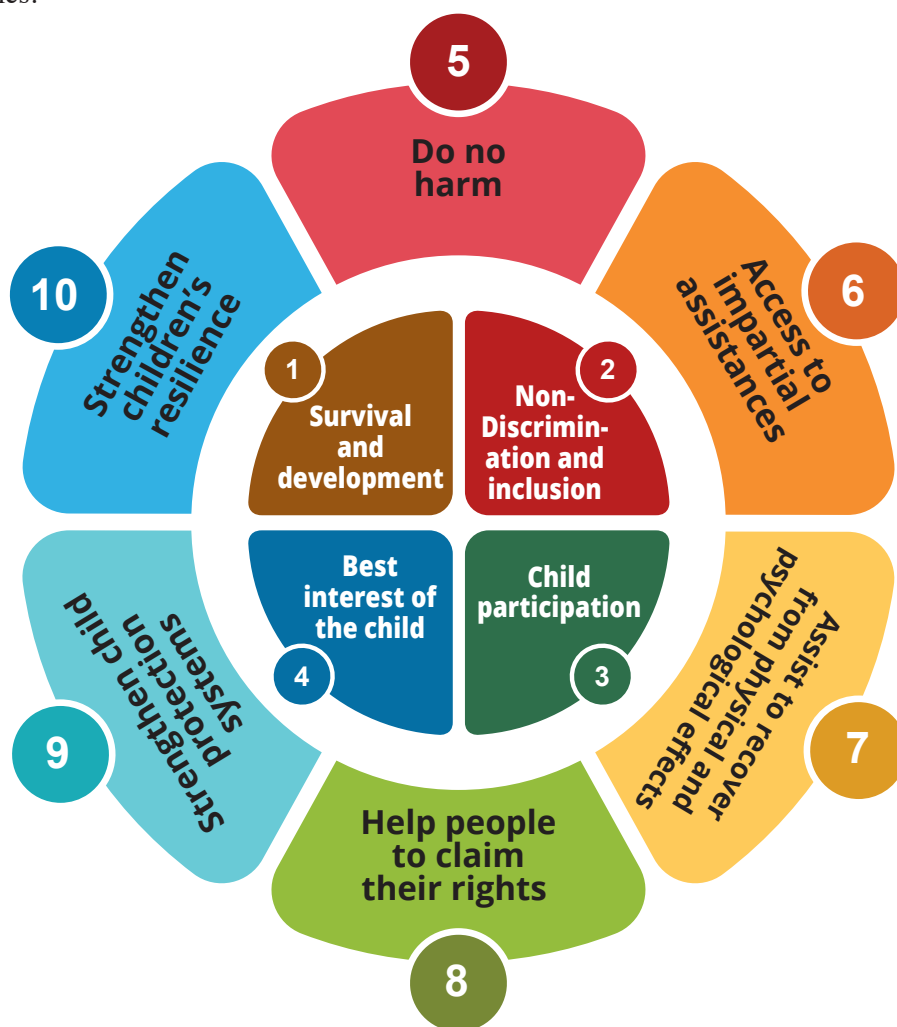 1
Survival
and
development
2
Non-
Discrimin-
ation and
inclusion
3
Child
participation
4
Best
interest of
the child
5
Do no
harm
6
Access to
impartial
assistances
7
Assist to recover
from physical and
psychological effects
8
Help people
to claim
their rights
9
Strengthen child
protection
systems
10
Strengthen
children's
resilience